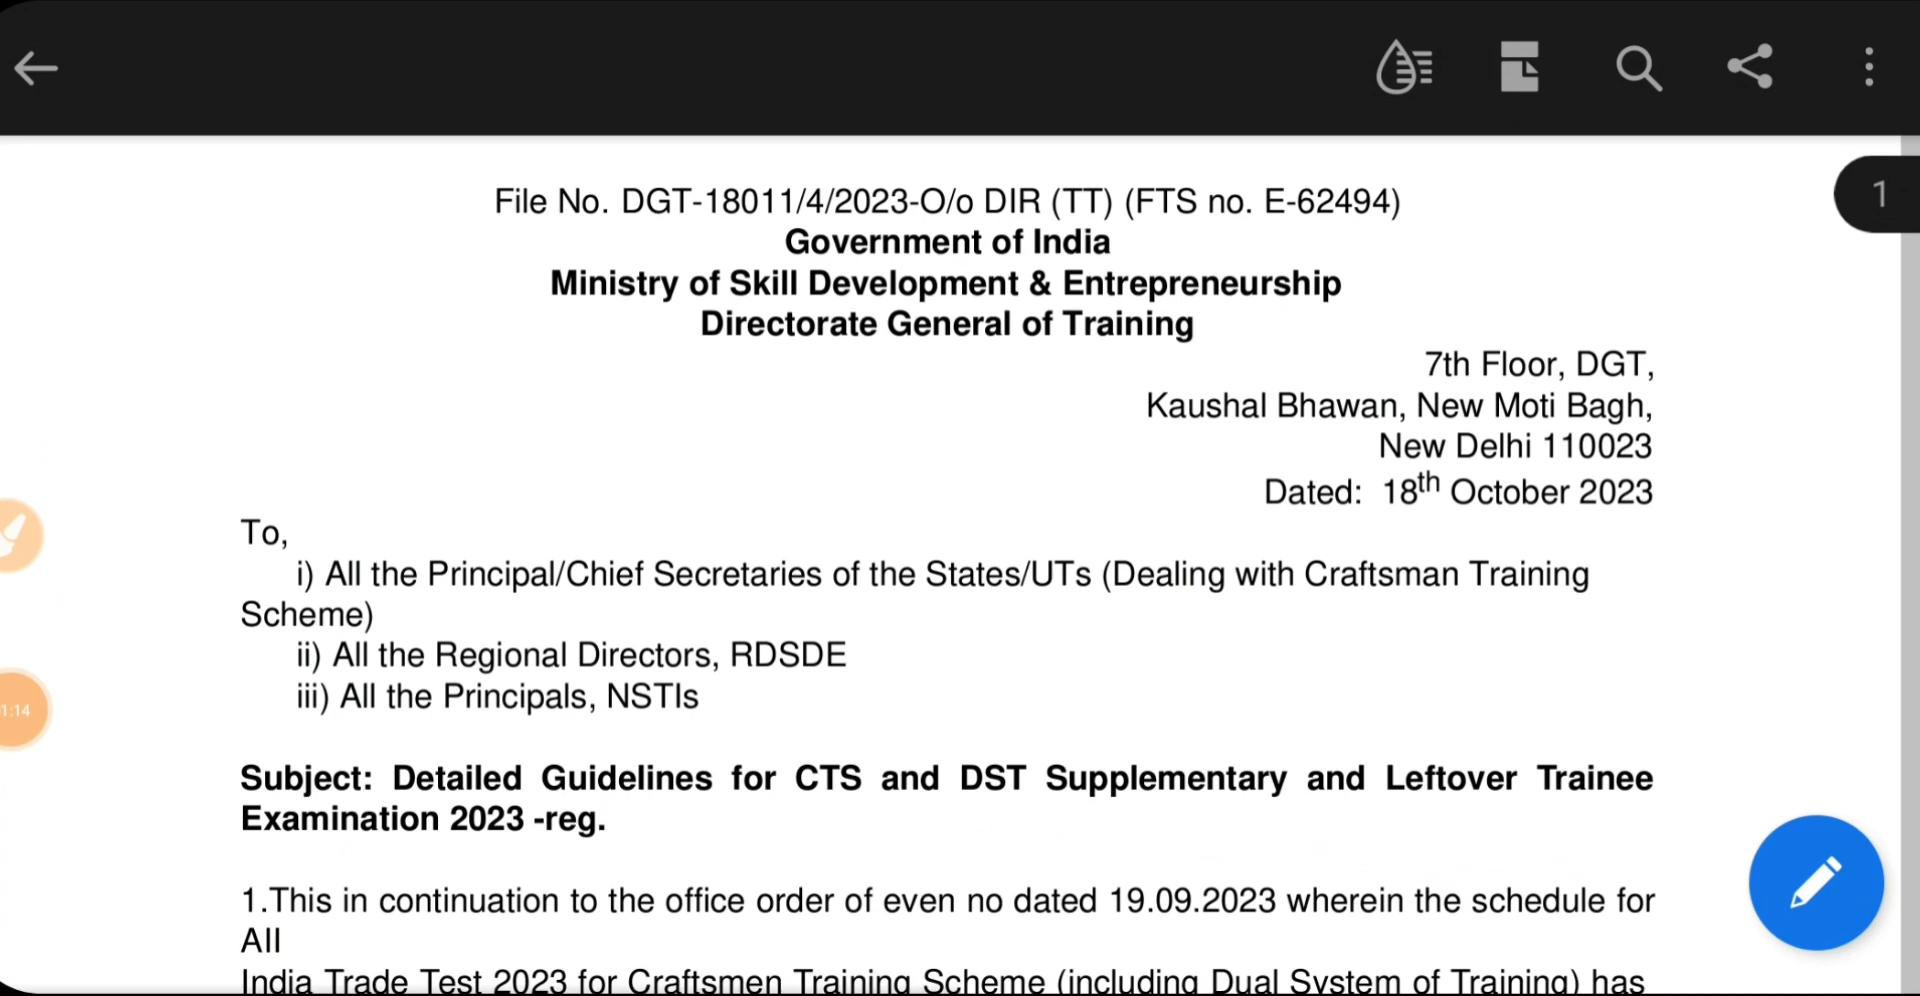 1
File No. DGT-18011/4/2023-O/o DIR (TT) (FTS no. E-62494)
Government of India
Ministry of Skill Development & Entrepreneurship
Directorate General of Training
7th Floor, DGT,
Kaushal Bhawan, New Moti Bagh,
New Delhi 110023
Dated: 18th October 2023
To,
i) All the Principal/Chief Secretaries of the States/UTs (Dealing with Craftsman Training
Scheme)
ii) All the Regional Directors, RDSDE
iii) All the Principals, NSTIs
1:14
Subject: Detailed Guidelines for CTS and DST Supplementary and Leftover Trainee
Examination 2023 -reg.
1.This in continuation to the office order of even no dated 19.09.2023 wherein the schedule for
All
India Trade Test 2023 for Craftsmen Training Scheme (including Dual System of Training) has